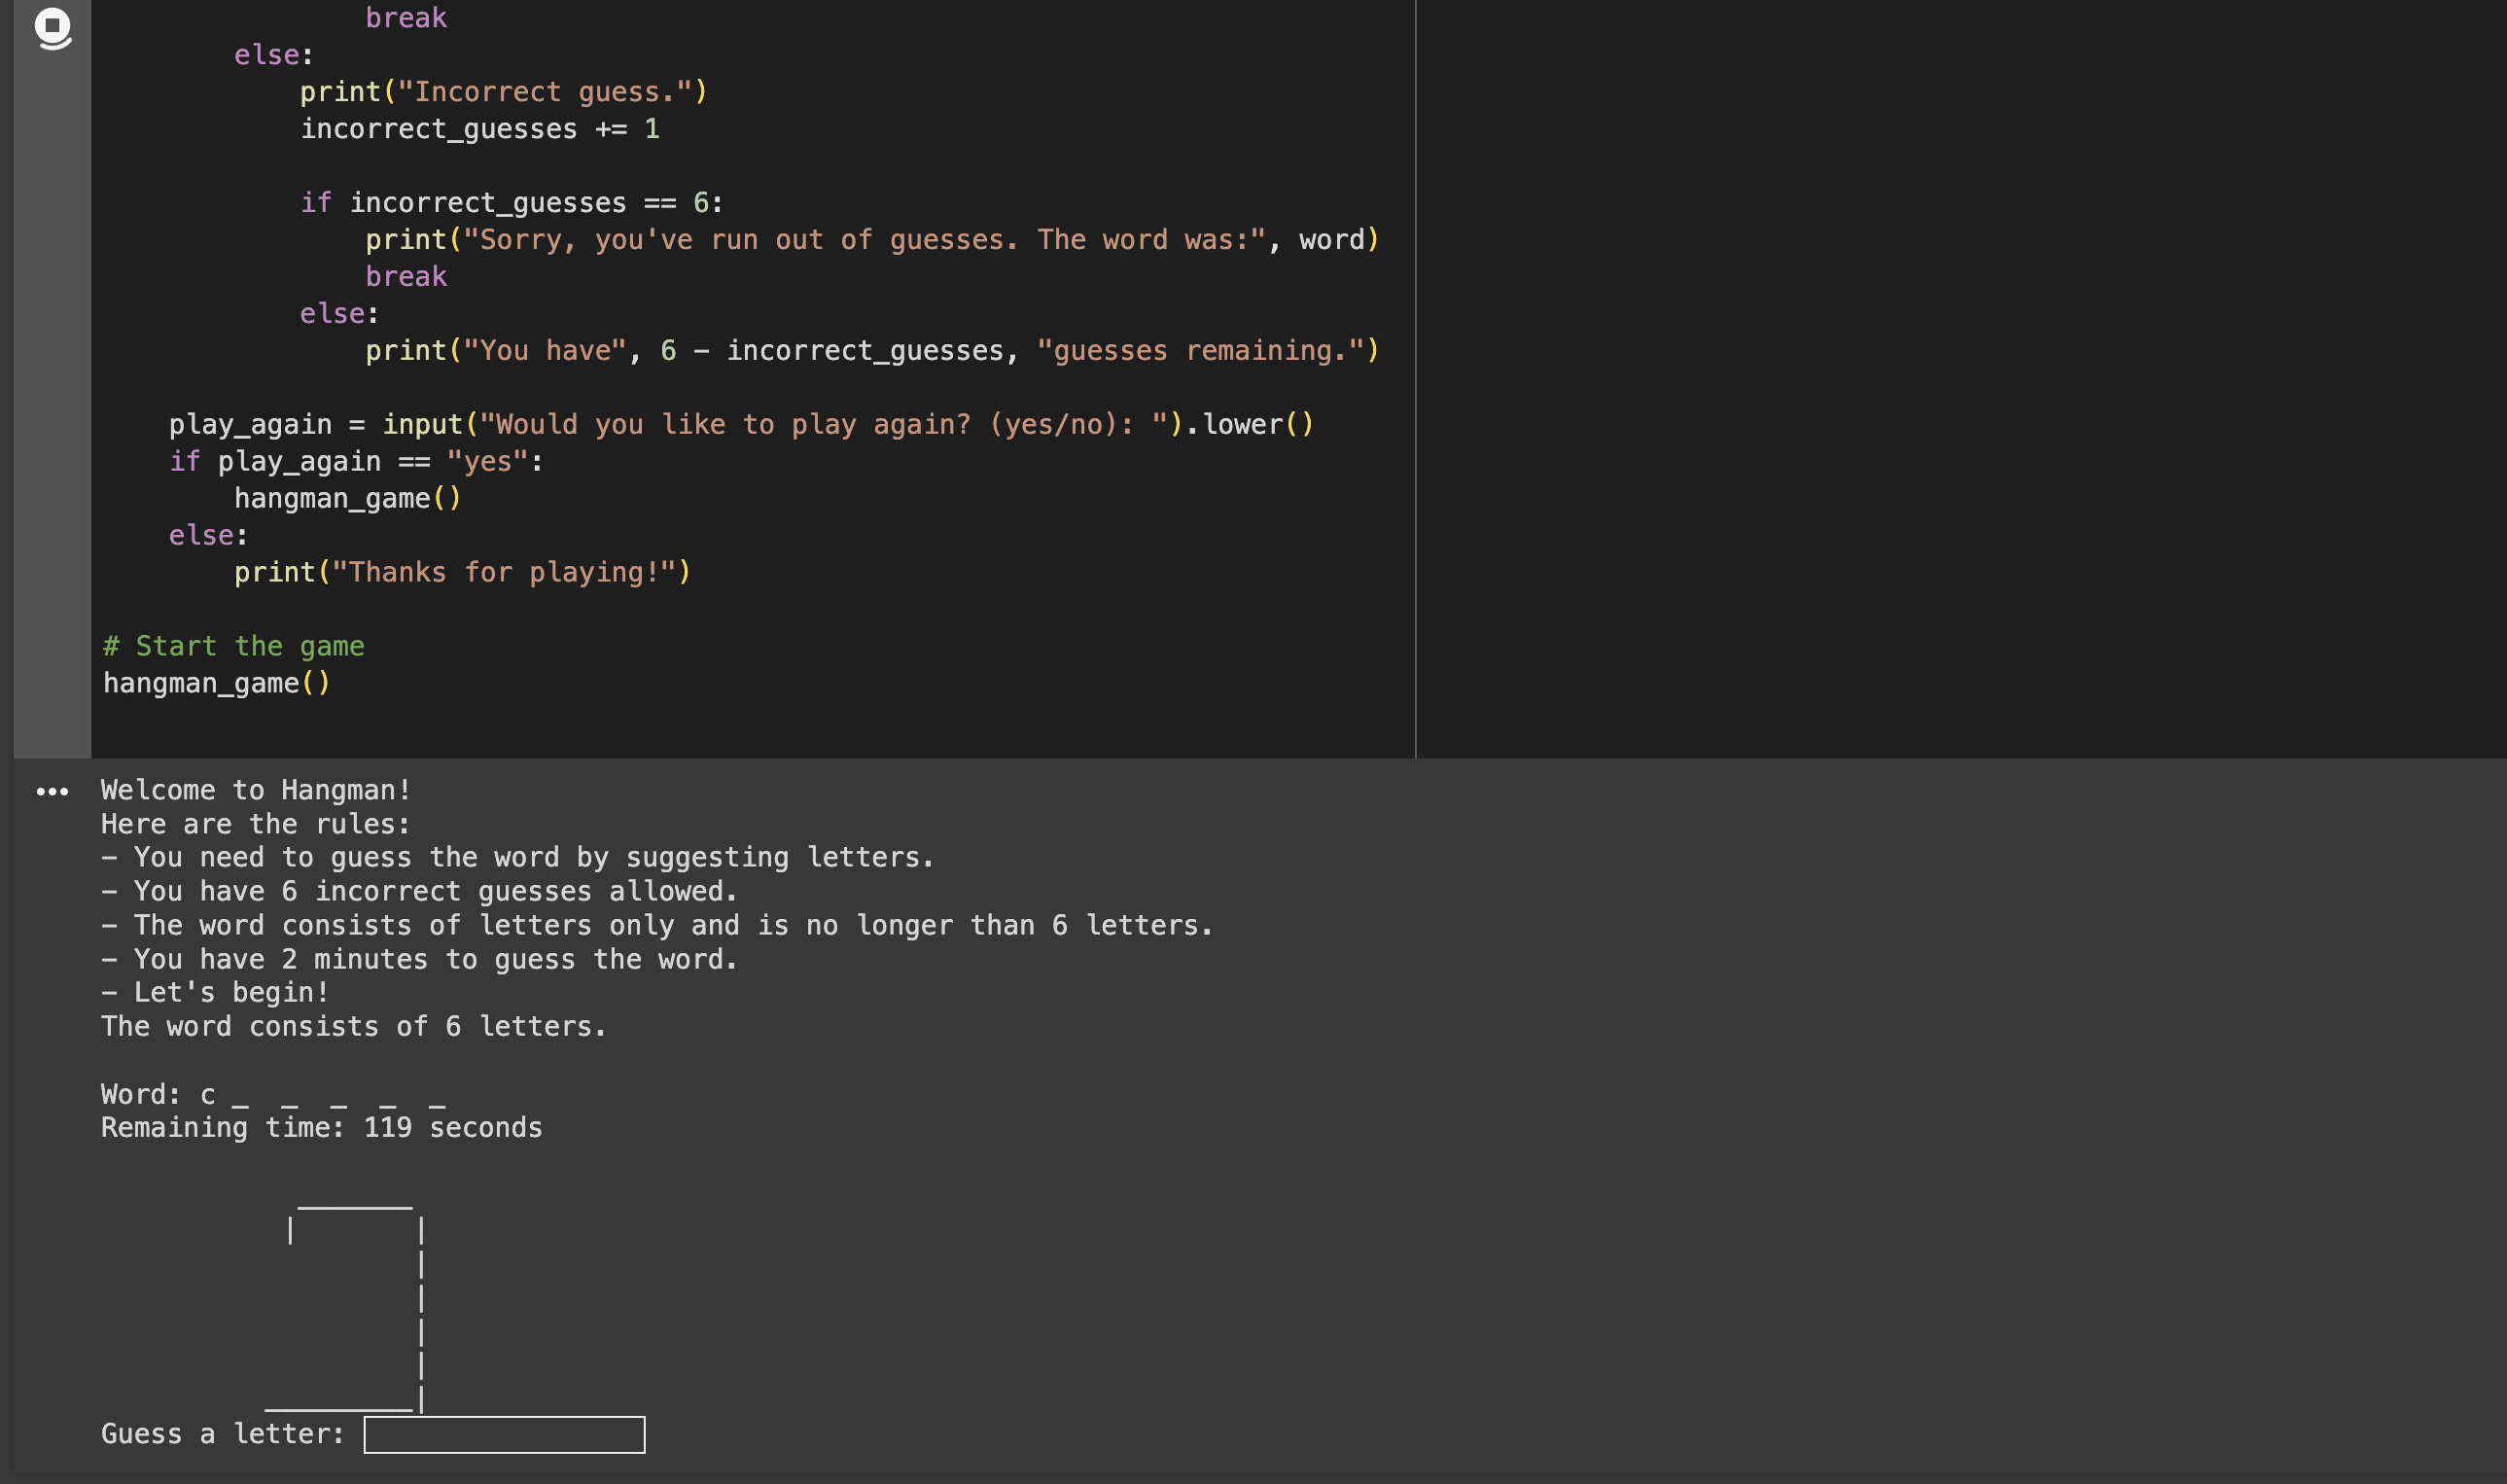 break
        else:
            print("Incorrect guess.")
            incorrect_guesses += 1

            if incorrect_guesses == 6:
                print("Sorry, you've run out of guesses. The word was:", word)
                break
            else:
                print("You have", 6 - incorrect_guesses, "guesses remaining.")

    play_again = input("Would you like to play again? (yes/no): ").lower()
    if play_again == "yes":
        hangman_game()
    else:
        print("Thanks for playing!")

# Start the game
hangman_game()

Welcome to Hangman!
Here are the rules:
- You need to guess the word by suggesting letters.
- You have 6 incorrect guesses allowed.
- The word consists of letters only and is no longer than 6 letters.
- You have 2 minutes to guess the word.
- Let's begin!
The word consists of 6 letters.

Word: c _  _  _  _  _
Remaining time: 119 seconds

            _______
           |       |
                   |
                   |
                   |
                   |
          _________|
Guess a letter: